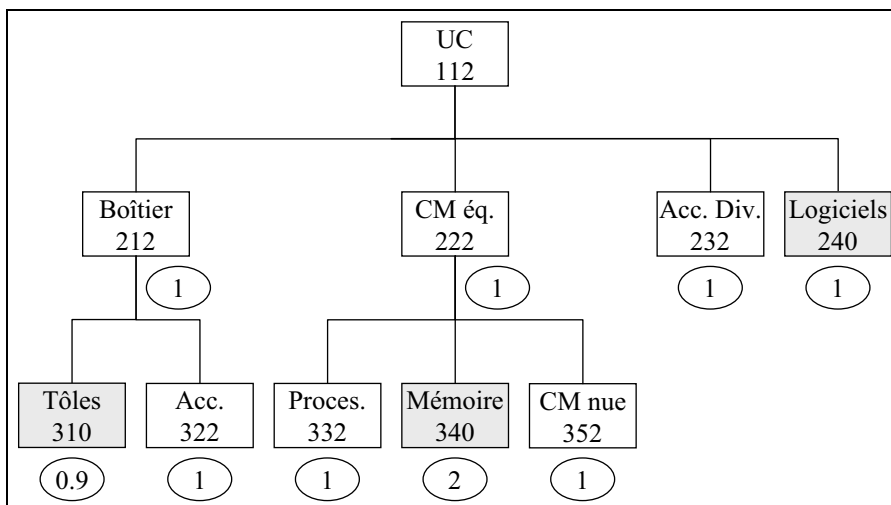 UC
112
Boîtier
212
CM éq.
222
Acc. Div.
232
Logiciels
240
1
1
1
1
Tôles
310
Acc.
322
Proces.
332
Mémoire
340
CM nue
352
0.9
1
1
2
1